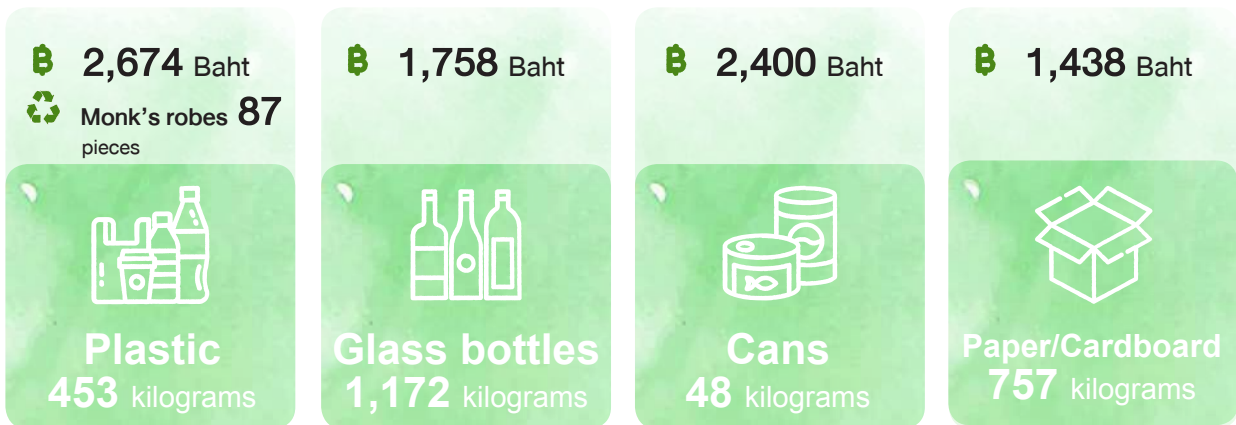 ฿ 2,674 Baht
Monk's robes 87
pieces
Plastic
453 kilograms
฿ 1,758 Baht
Glass bottles
1,172 kilograms
฿ 2,400 Baht
Cans
48 kilograms
฿ 1,438 Baht
Paper/Cardboard
757 kilograms